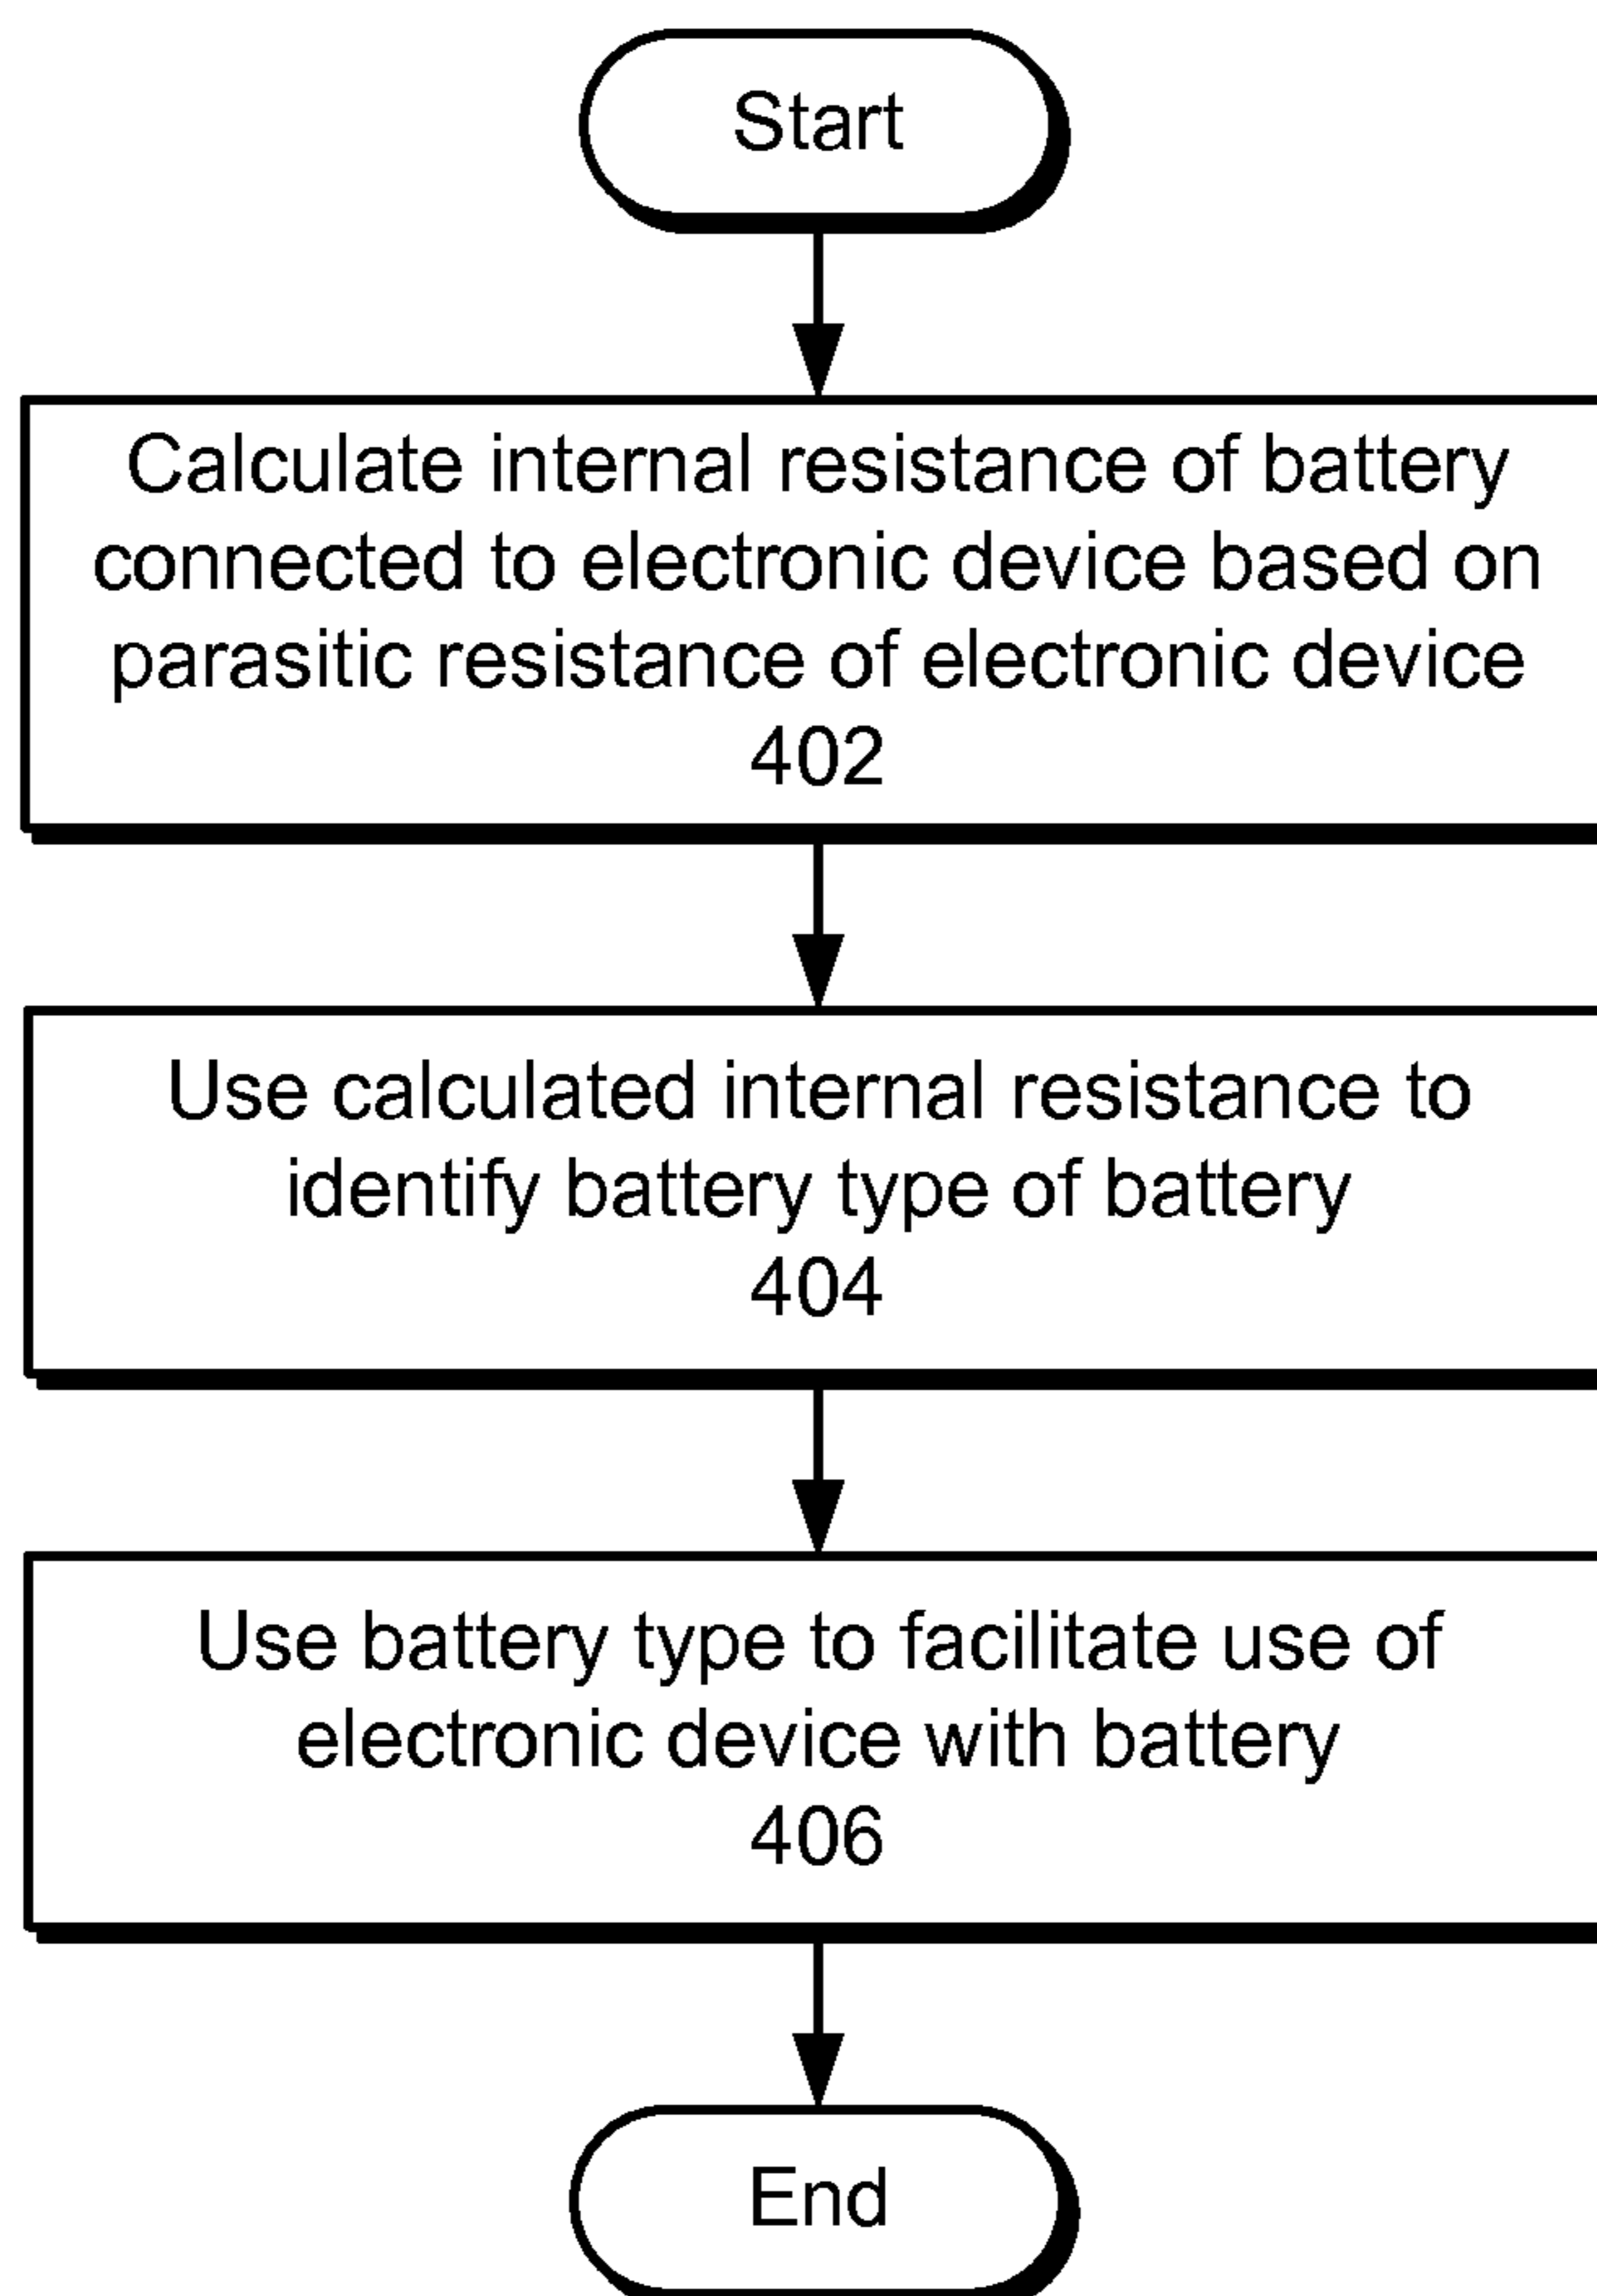 Start
Calculate internal resistance of battery
connected to electronic device based on
parasitic resistance of electronic device
402
Use calculated internal resistance to
identify battery type of battery
404
Use battery type to facilitate use of
electronic device with battery
406
End